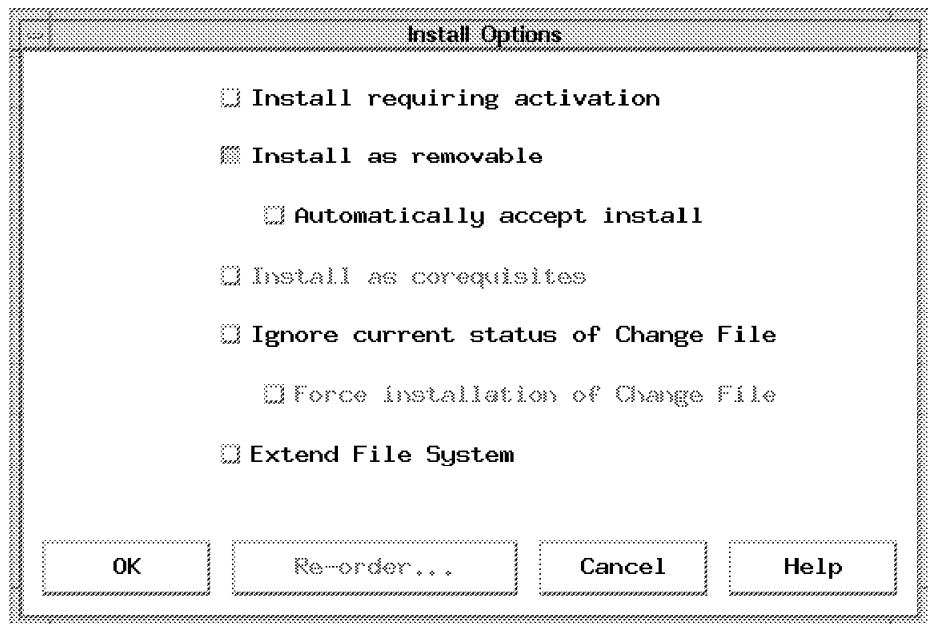 Install Options
Install requiring activation
Install as removable
Automatically accept install
Install as corequisites
Ignore current status of Change File
Force installation of Change File
Extend File System
OK Re-order... Cancel Help